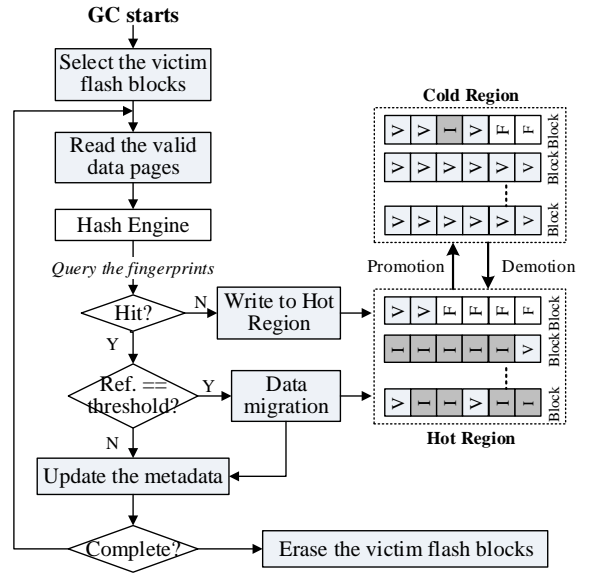 GC starts
Select the victim
flash blocks
Read the valid
data pages
Hash Engine
Query the fingerprints
Hit?
N
Write to Hot
Region
Y
Ref. ==
threshold?
Y
Data
migration
N
Update the metadata
Complete?
Erase the victim flash blocks
Cold Region
V V I V F F Block
V V V V V V Block
V V V V V V Block
Promotion
Demotion
V V F F F F Block
I I I I I V Block
V I I V I I Block
Hot Region